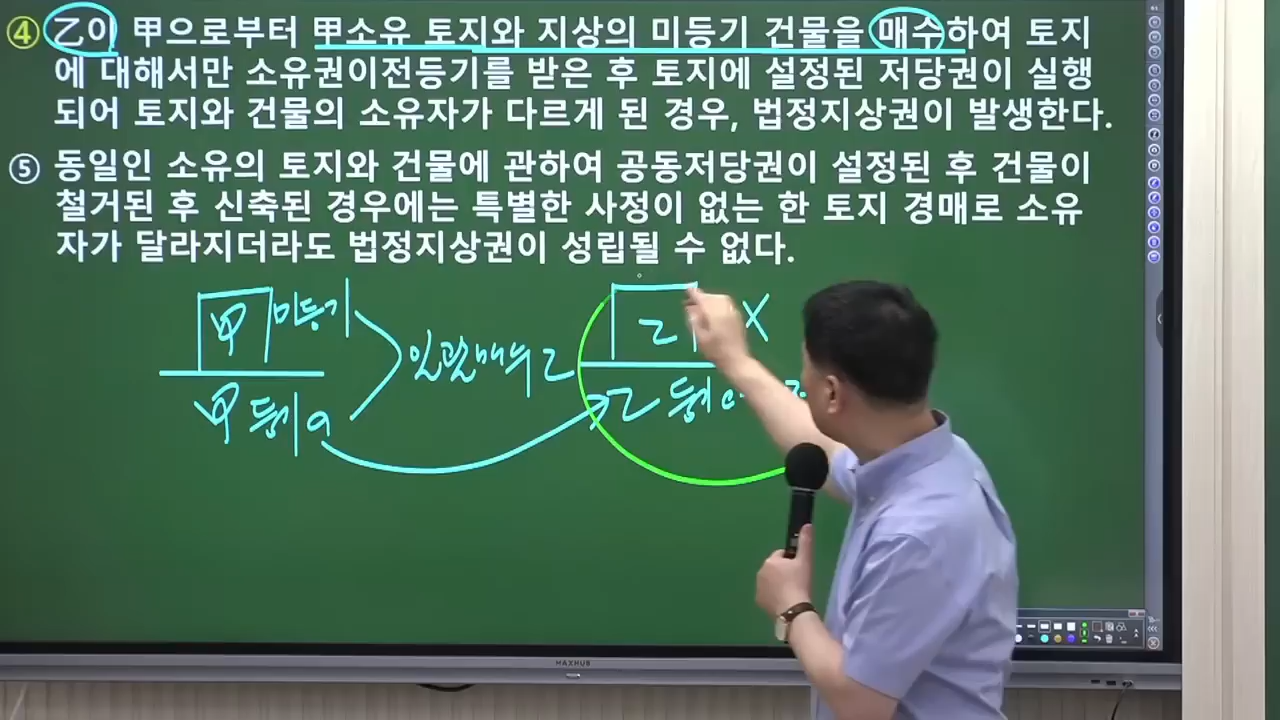 ④ 乙이 甲으로부터 甲소유 토지와 지상의 미등기 건물을 매수하여 토지
에 대해서만 소유권이전등기를 받은 후 토지에 설정된 저당권이 실행
되어 토지와 건물의 소유자가 다르게 된 경우, 법정지상권이 발생한다.
⑤ 동일인 소유의 토지와 건물에 관하여 공동저당권이 설정된 후 건물이
철거된 후 신축된 경우에는 특별한 사정이 없는 한 토지 경매로 소유
자가 달라지더라도 법정지상권이 성립될 수 없다.
甲 미등기
乙 X
일괄매수 乙
甲 등기 O
乙 등기
MAXHUB